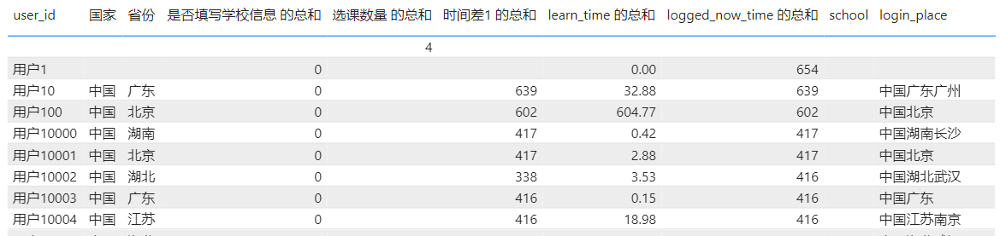 user_id 国家 省份 是否填写学校信息 的总和 选课数量 的总和 时间差1 的总和 learn_time 的总和 logged_now_time 的总和 school login_place
4
用户1 0 0.00 654
用户10 中国 广东 0 639 32.88 639 中国广东广州
用户100 中国 北京 0 602 604.77 602 中国北京
用户10000 中国 湖南 0 417 0.42 417 中国湖南长沙
用户10001 中国 北京 0 417 2.88 417 中国北京
用户10002 中国 湖北 0 338 3.53 416 中国湖北武汉
用户10003 中国 广东 0 416 0.15 416 中国广东
用户10004 中国 江苏 0 416 18.98 416 中国江苏南京